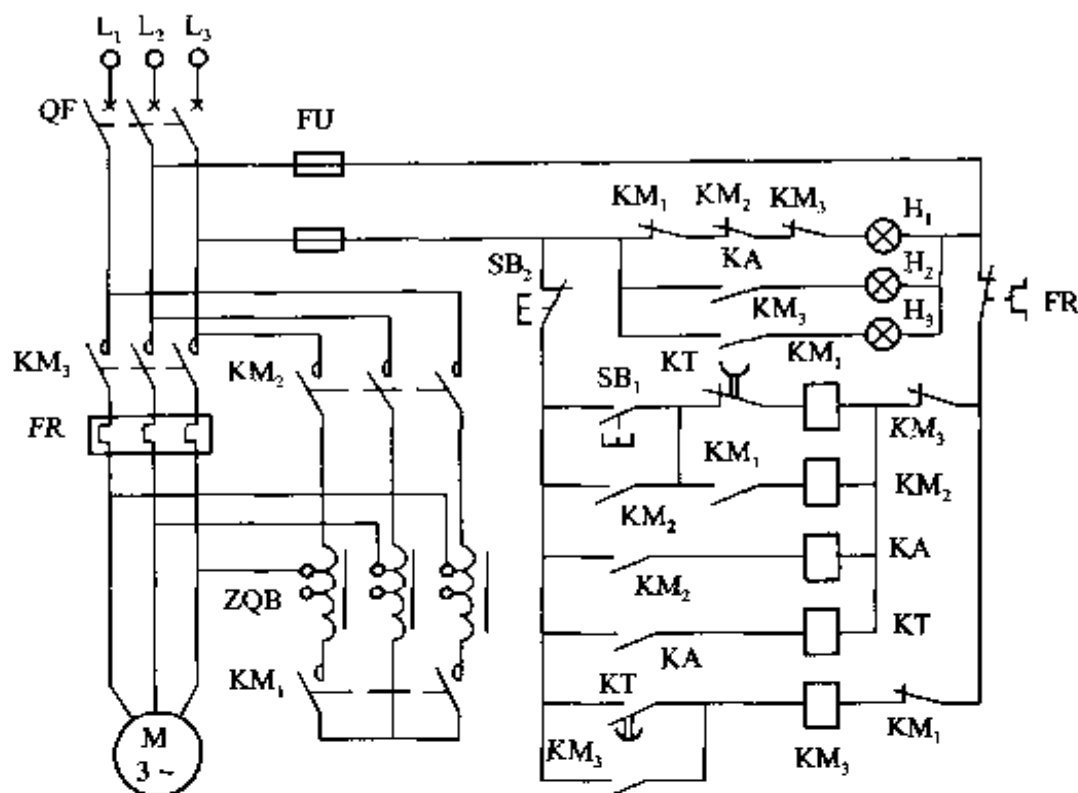 L₁ L₂ L₃
QF
FU
KM₁ KM₂ KM₃ H₁
SB₂ KA H₂
KM₃ H₃ FR
KM₃ KM₂ KT KM₁
SB₁
FR KM₃
KM₁
KM₂ KM₂
KA
ZQB KM₂
KT
KA
KM₁ KT
KM₁
M KM₃ KM₃
3~